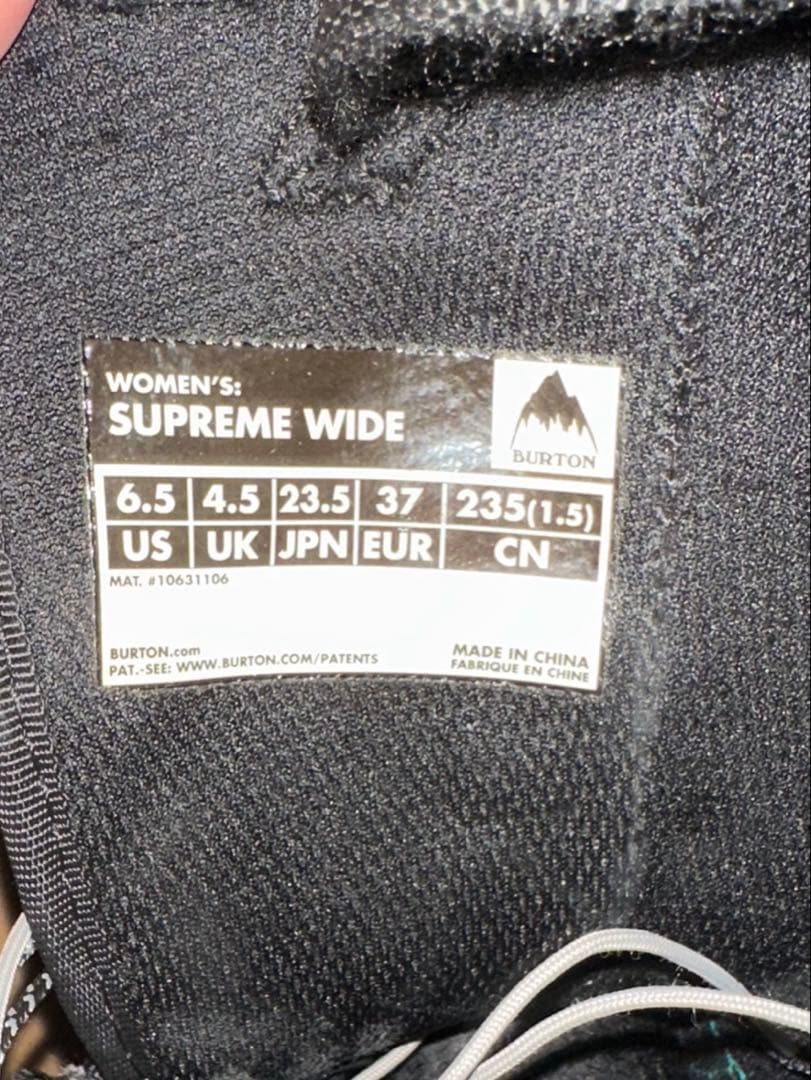 WOMEN'S:
SUPREME WIDE
BURTON
6.5 4.5 23.5 37 235(1.5)
US UK JPN EUR CN
MAT. #10631106
BURTON.com
PAT.-SEE: WWW.BURTON.COM/PATENTS
MADE IN CHINA
FABRIQUE EN CHINE